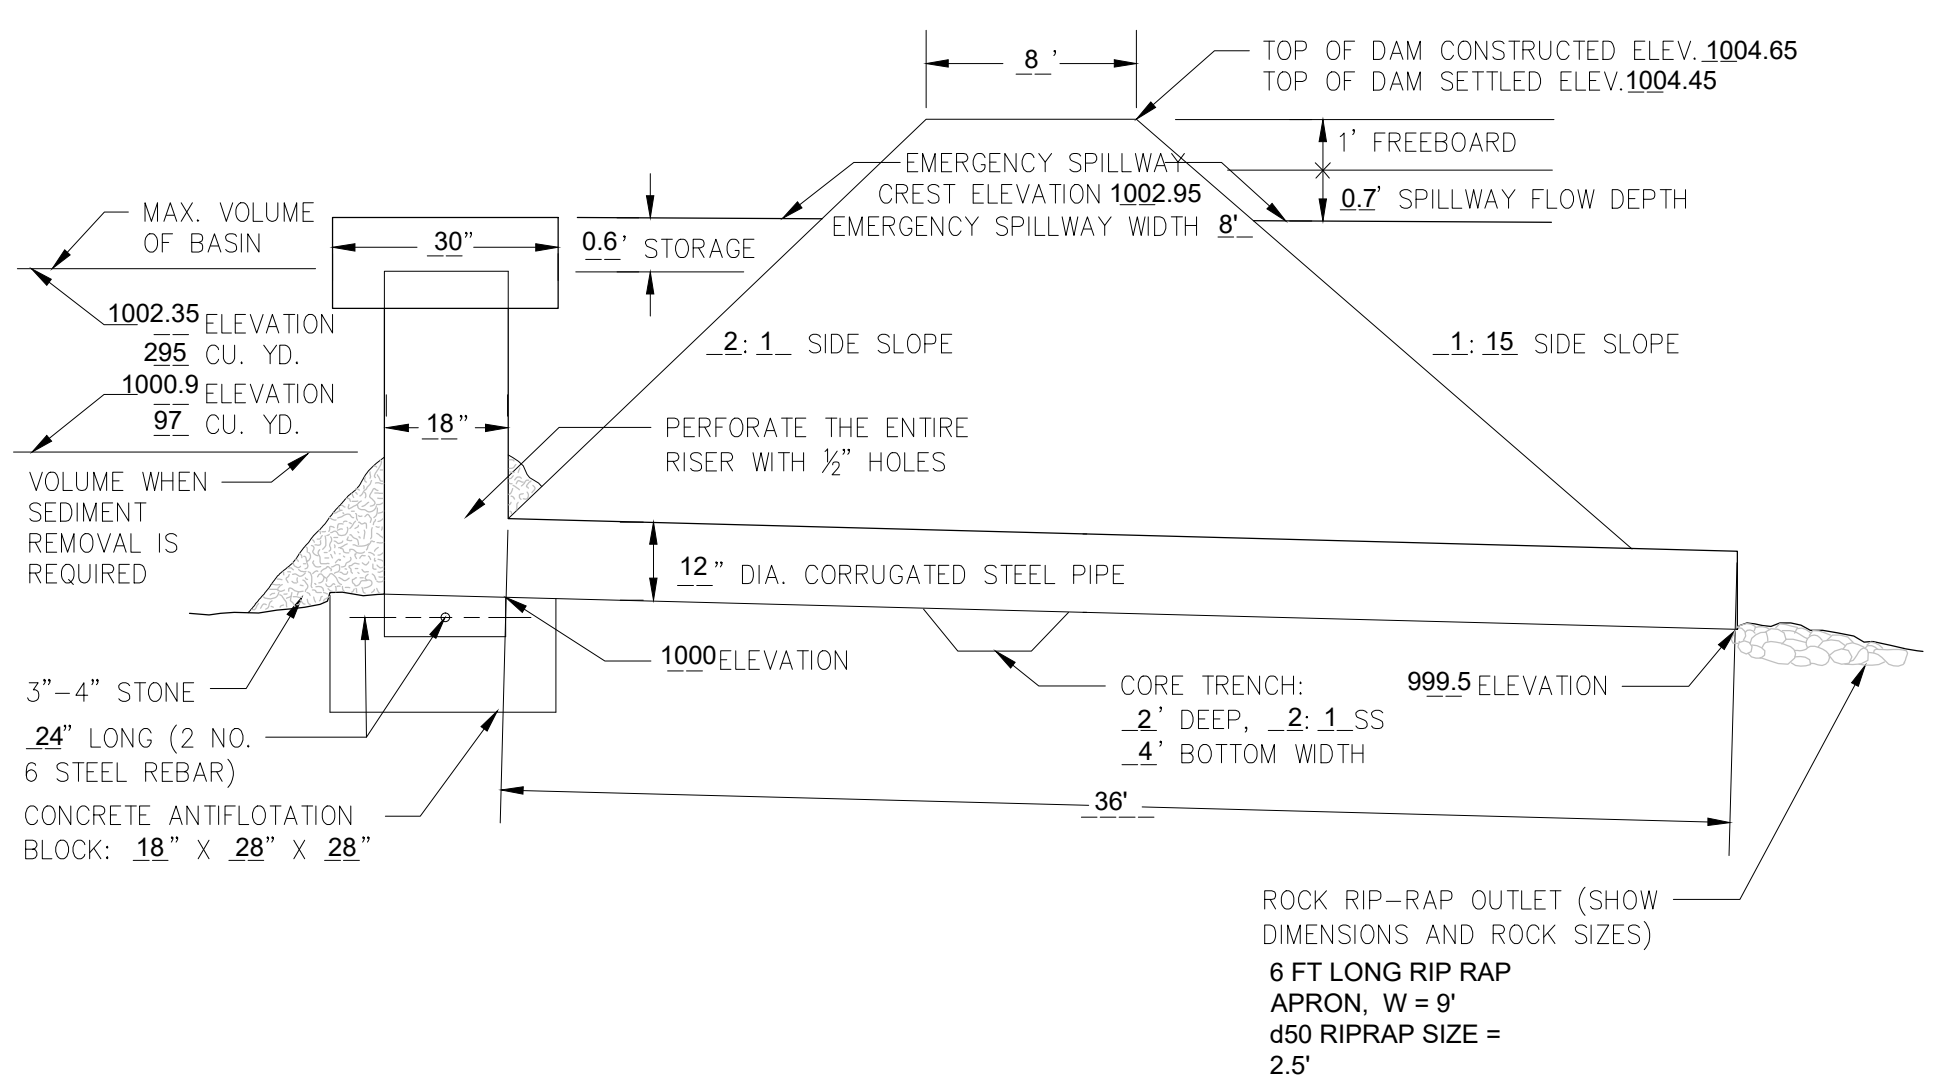 8 '
TOP OF DAM CONSTRUCTED ELEV. 1004.65
TOP OF DAM SETTLED ELEV. 1004.45
1' FREEBOARD
EMERGENCY SPILLWAY
CREST ELEVATION 1002.95
EMERGENCY SPILLWAY WIDTH 8'
0.7' SPILLWAY FLOW DEPTH
MAX. VOLUME
OF BASIN
30"
0.6' STORAGE
1002.35 ELEVATION
295 CU. YD.
1000.9 ELEVATION
97 CU. YD.
2: 1 SIDE SLOPE
1: 15 SIDE SLOPE
18"
PERFORATE THE ENTIRE
RISER WITH ½" HOLES
VOLUME WHEN
SEDIMENT
REMOVAL IS
REQUIRED
12" DIA. CORRUGATED STEEL PIPE
1000 ELEVATION
3"-4" STONE
CORE TRENCH:
2' DEEP, 2: 1 SS
4' BOTTOM WIDTH
999.5 ELEVATION
24" LONG (2 NO.
6 STEEL REBAR)
CONCRETE ANTIFLOTATION
BLOCK: 18" X 28" X 28"
36'
ROCK RIP-RAP OUTLET (SHOW
DIMENSIONS AND ROCK SIZES)
6 FT LONG RIP RAP
APRON, W = 9'
d50 RIPRAP SIZE =
2.5'